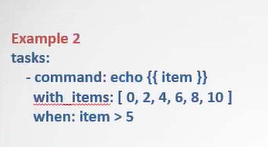 Example 2
tasks:
- command: echo {{ item }}
with_items: [ 0, 2, 4, 6, 8, 10 ]
when: item > 5